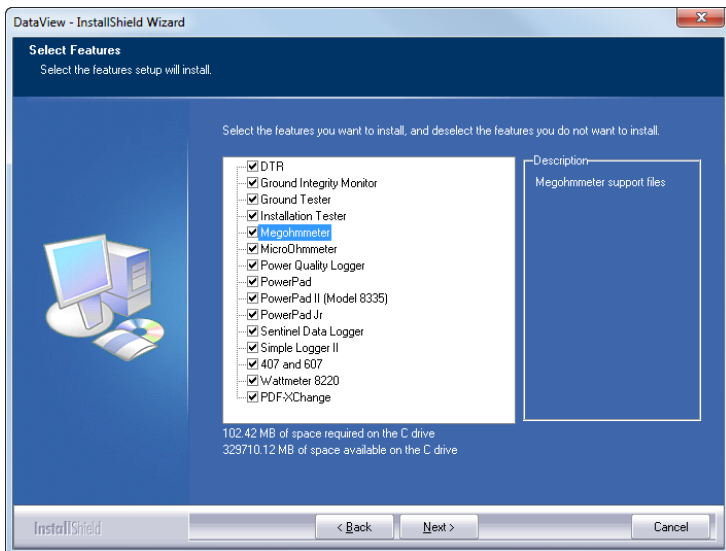 DataView - InstallShield Wizard
Select Features
Select the features setup will install.
Select the features you want to install, and deselect the features you do not want to install.
DTR
Ground Integrity Monitor
Ground Tester
Installation Tester
Megohmmeter
MicroOhmmeter
Power Quality Logger
PowerPad
PowerPad II (Model 8335)
PowerPad Jr
Sentinel Data Logger
Simple Logger II
407 and 607
Wattmeter 8220
PDF-XChange
Description
Megohmmeter support files
102.42 MB of space required on the C drive
329710.12 MB of space available on the C drive
InstallShield
< Back
Next >
Cancel